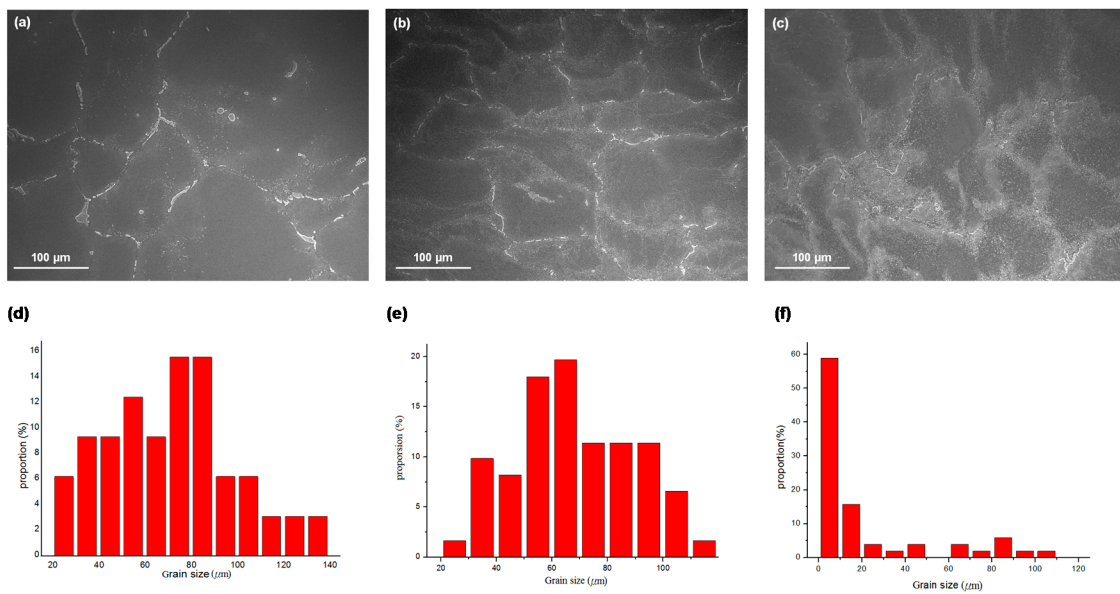 (a)
100 µm
(b)
100 µm
(c)
100 µm
(d)
proportion (%)
16
14
12
10
8
6
4
2
0
20 40 60 80 100 120 140
Grain size (µm)
(e)
proporsion (%)
20
15
10
5
0
20 40 60 80 100
Grain size (µm)
(f)
proportion(%)
60
50
40
30
20
10
0
0 20 40 60 80 100 120
Grain size (µm)